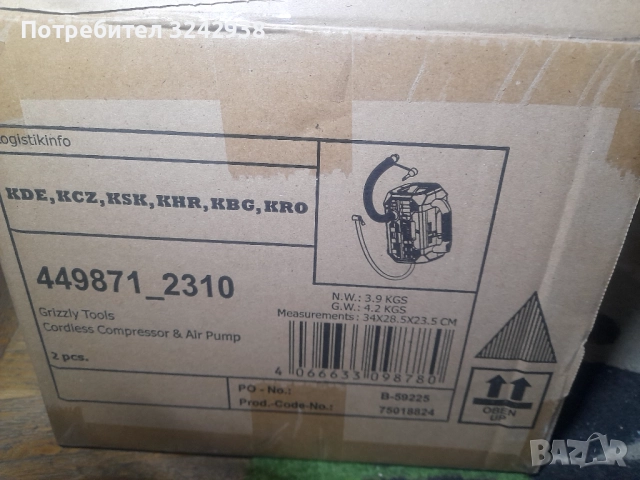 Потребител 3242958
Logistikinfo
KDE,KCZ,KSK,KHR,KBG,KRO
449871_2310
Grizzly Tools
Cordless Compressor & Air Pump
2 pcs.
N.W.: 3.9 KGS
G.W.: 4.2 KGS
Measurements: 34X28.5X23.5 CM
4 066633 098780
PO - No.: B-59225
Prod.-Code-No.: 75018824
OBEN
UP
BAZAR